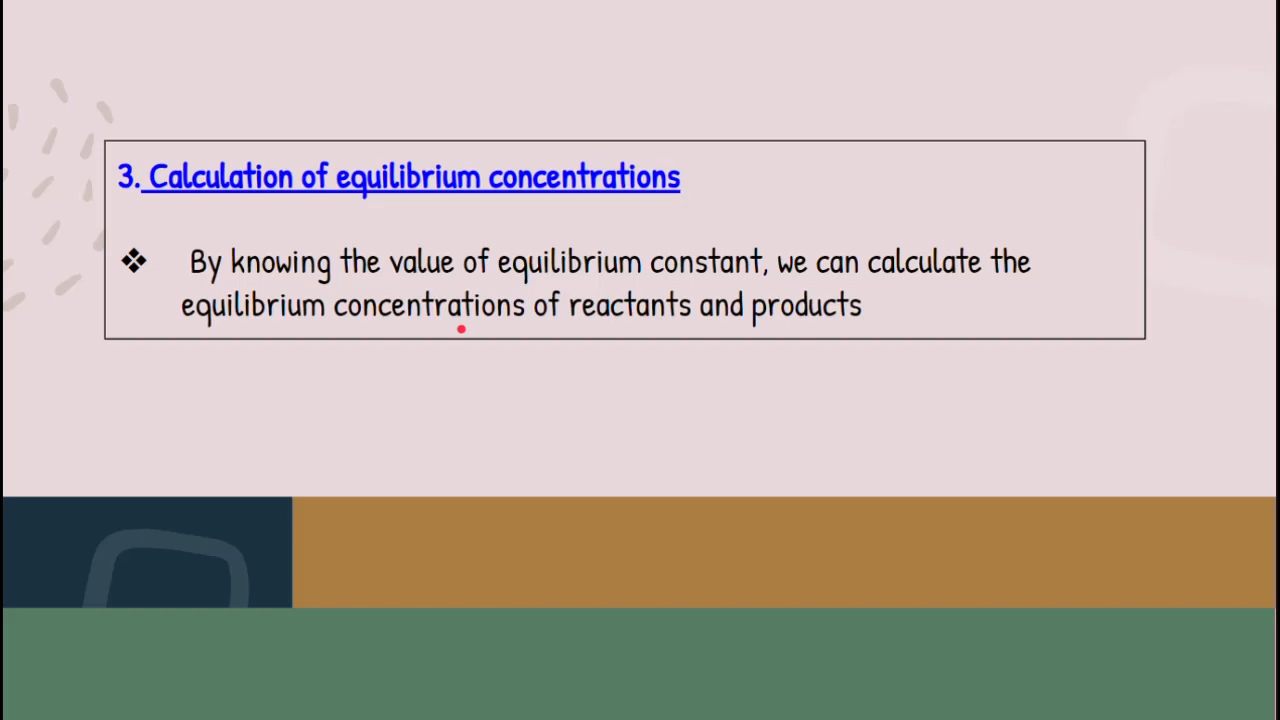 3. Calculation of equilibrium concentrations
❖ By knowing the value of equilibrium constant, we can calculate the
equilibrium concentrations of reactants and products